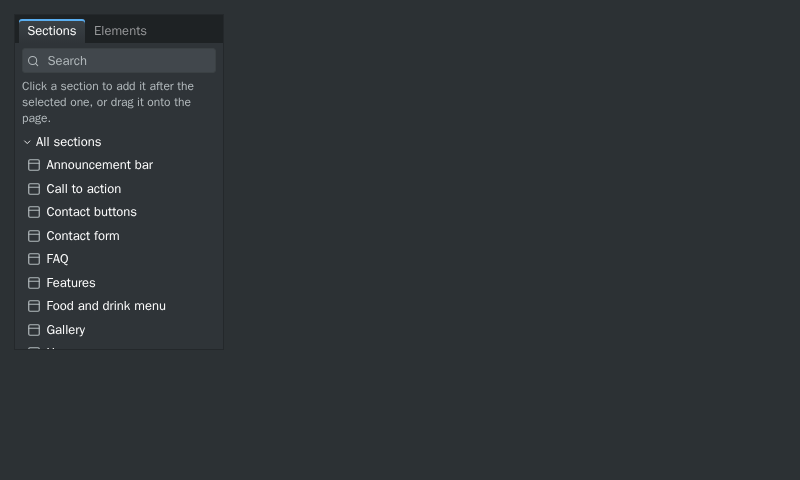 Sections
Elements
Search
Click a section to add it after the
selected one, or drag it onto the
page.
All sections
Announcement bar
Call to action
Contact buttons
Contact form
FAQ
Features
Food and drink menu
Gallery